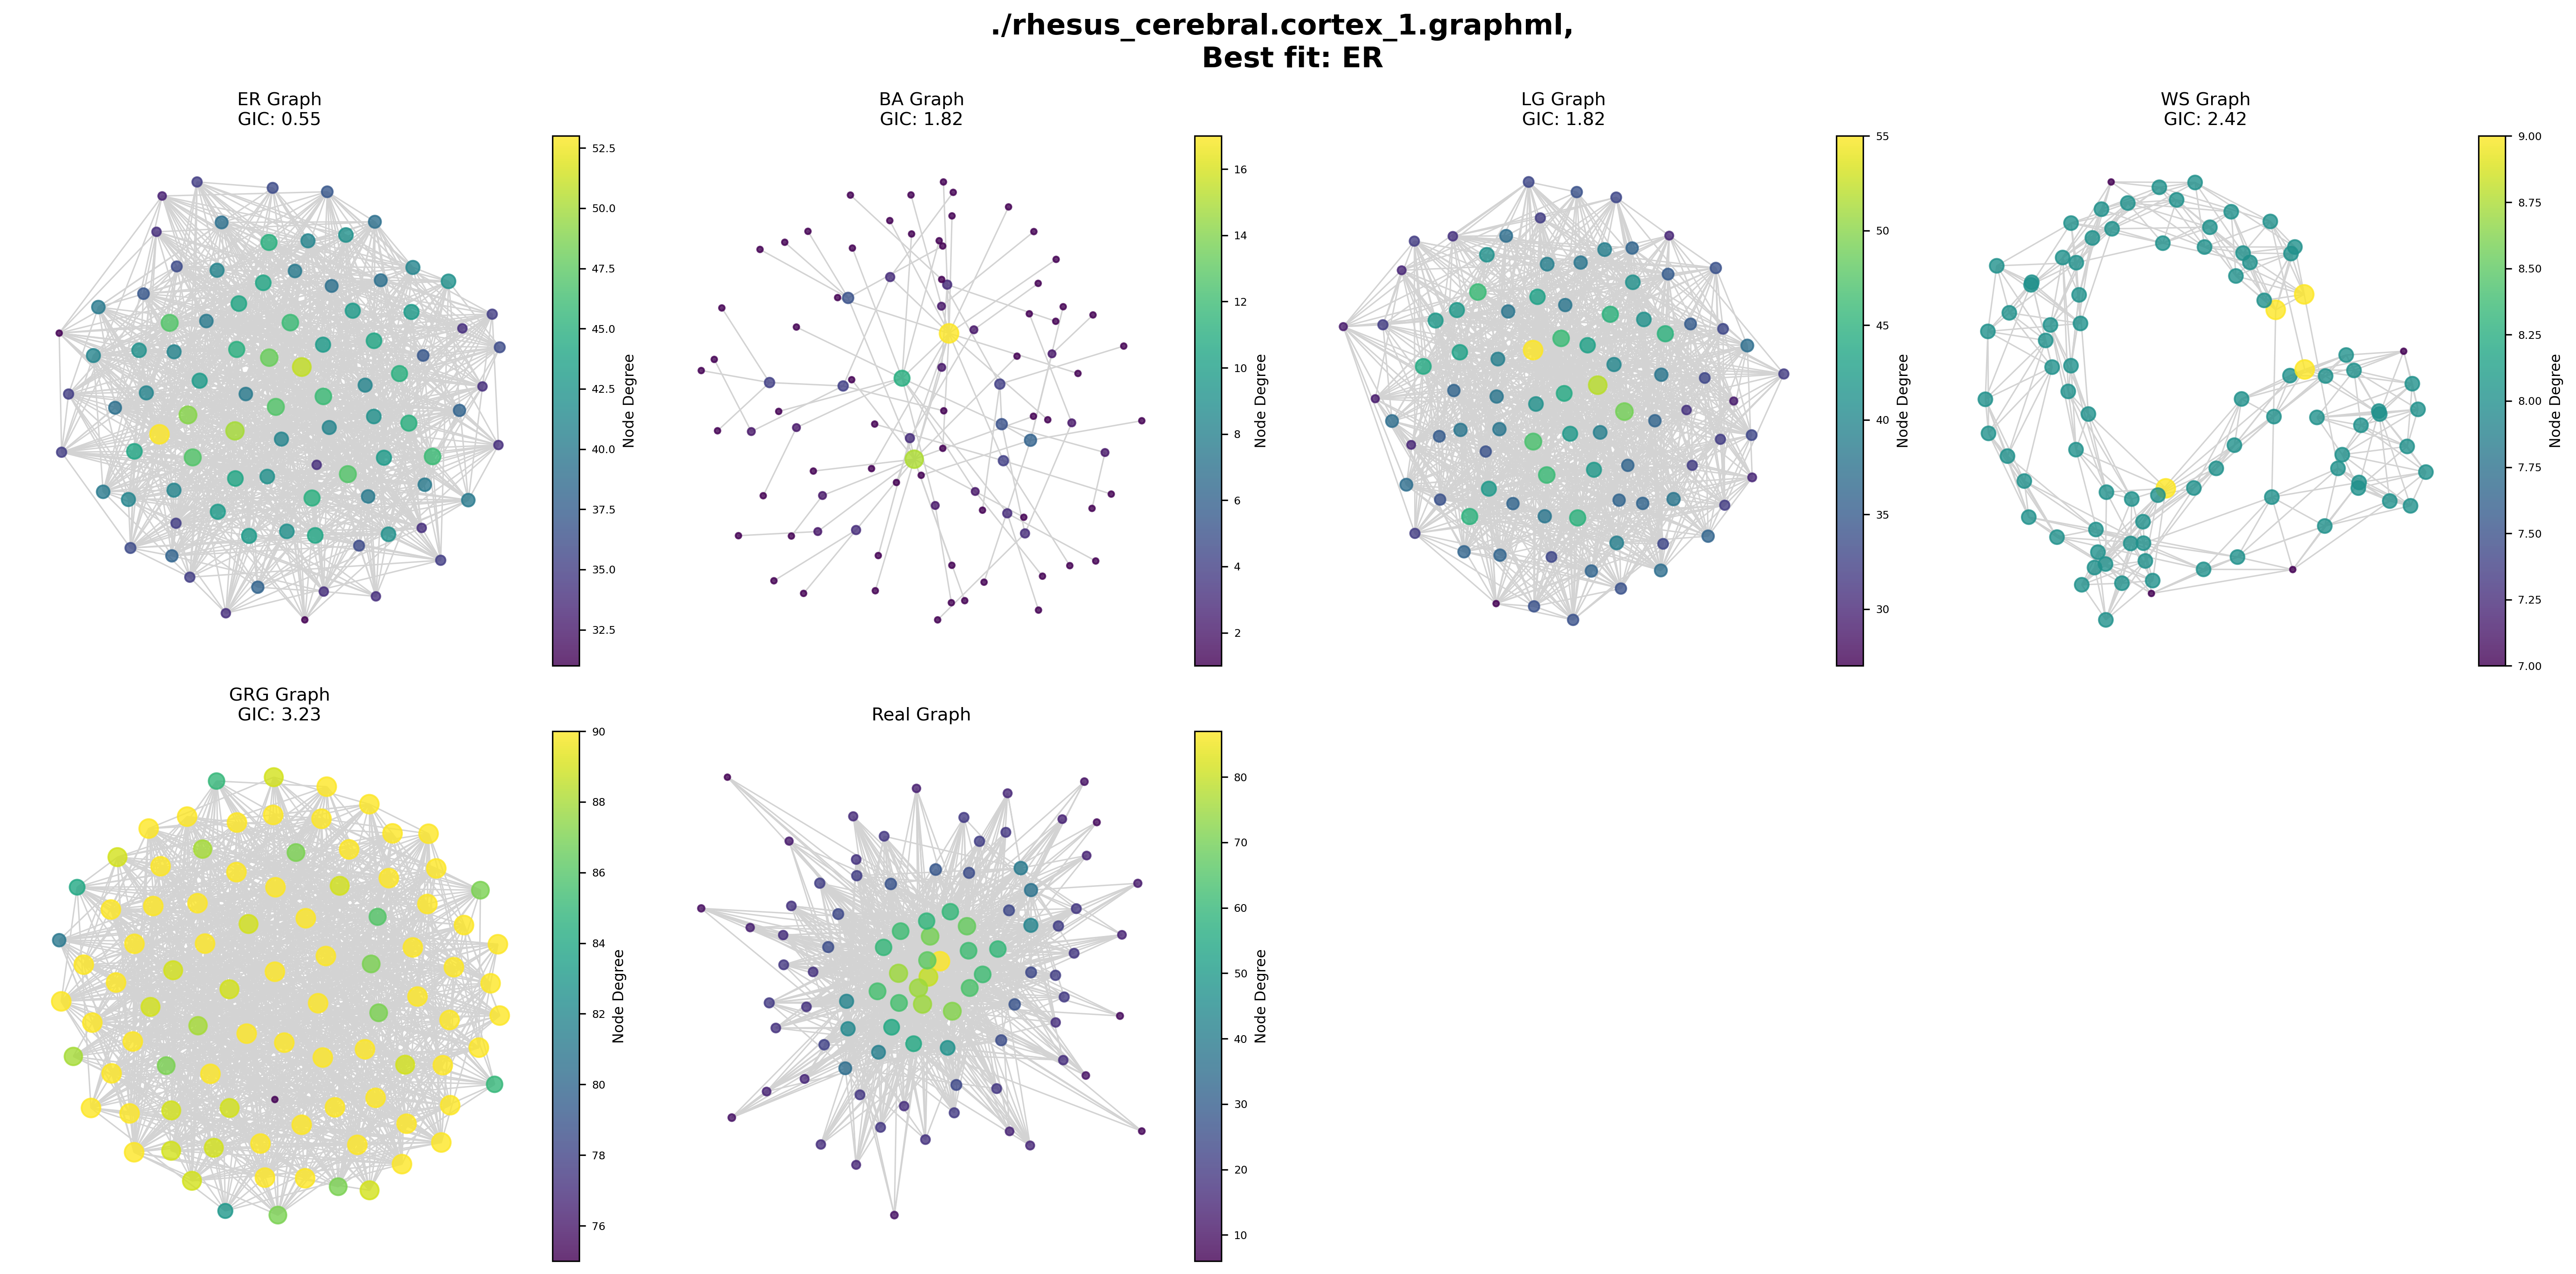 ./rhesus_cerebral.cortex_1.graphml,
Best fit: ER
ER Graph
GIC: 0.55
52.5
50.0
47.5
45.0
42.5
40.0
37.5
35.0
32.5
Node Degree
BA Graph
GIC: 1.82
16
14
12
10
8
6
4
2
Node Degree
LG Graph
GIC: 1.82
55
50
45
40
35
30
Node Degree
WS Graph
GIC: 2.42
9.00
8.75
8.50
8.25
8.00
7.75
7.50
7.25
7.00
Node Degree
GRG Graph
GIC: 3.23
90
88
86
84
82
80
78
76
Node Degree
Real Graph
80
70
60
50
40
30
20
10
Node Degree